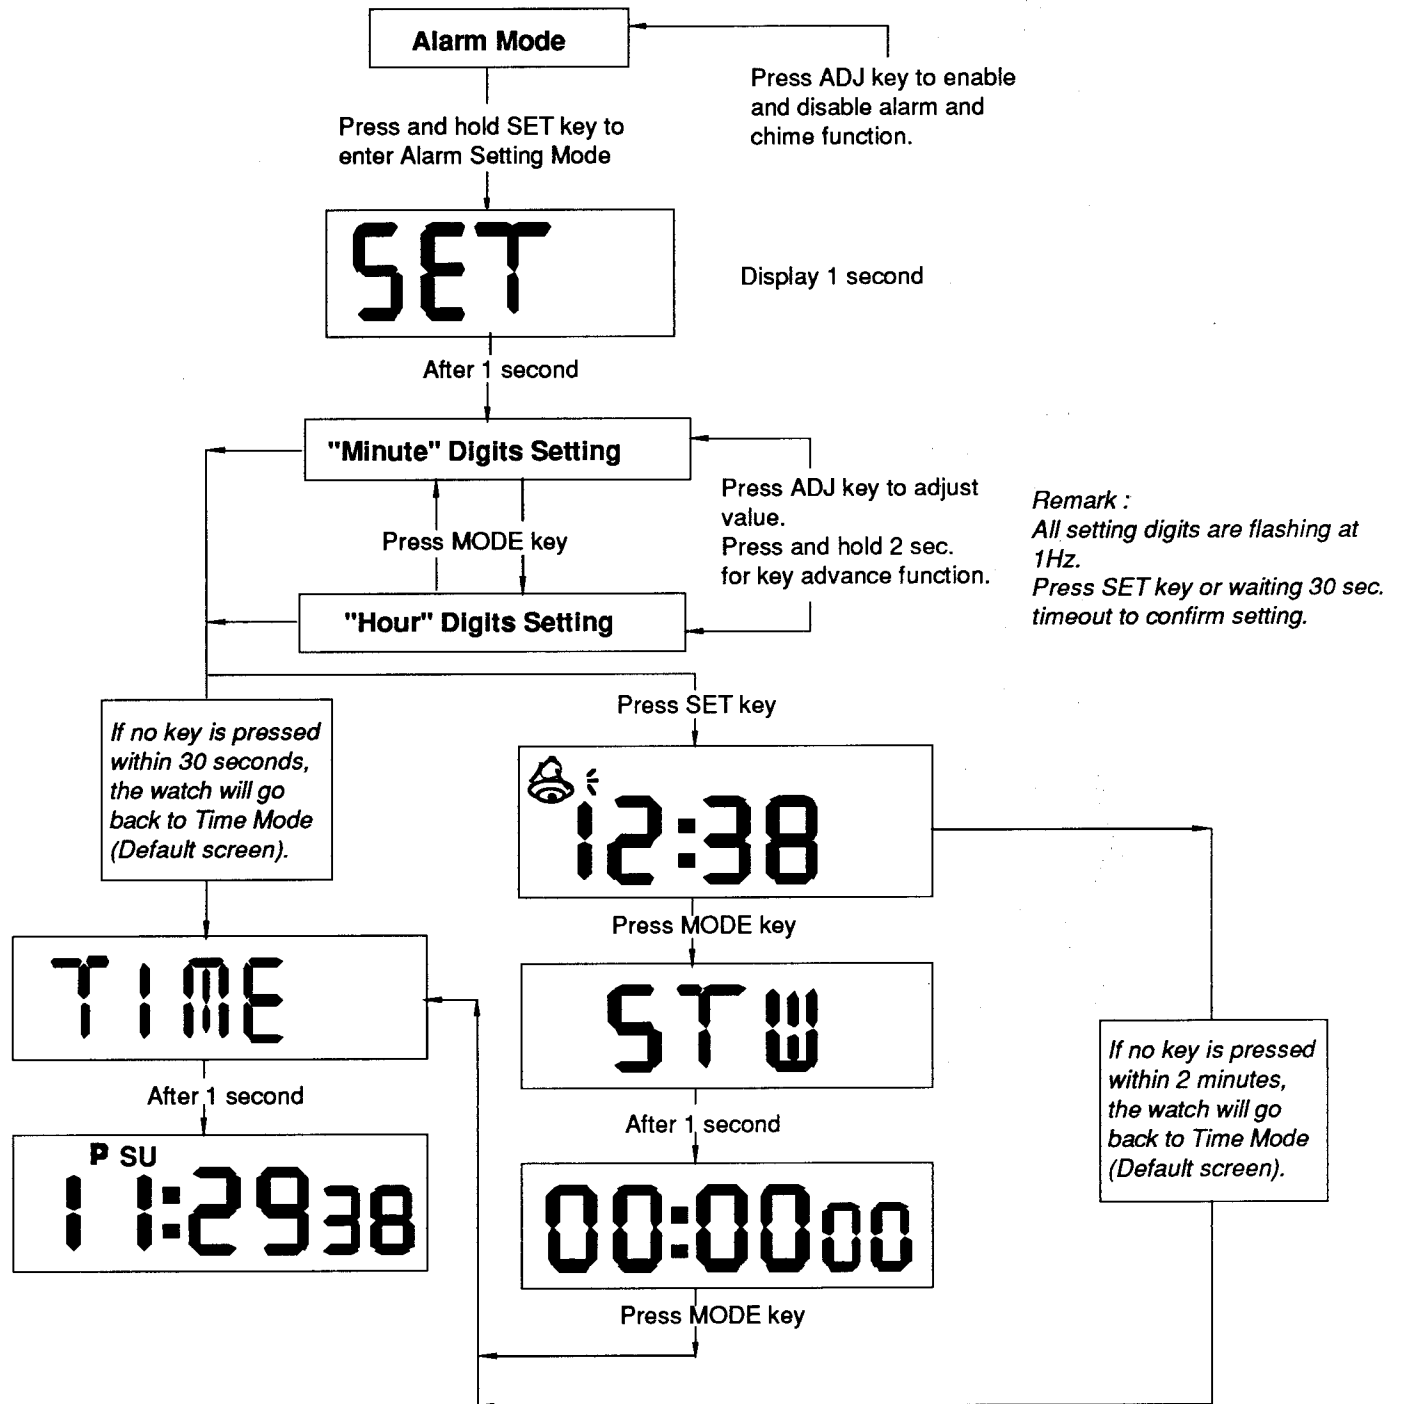 Alarm Mode
Press ADJ key to enable
and disable alarm and
chime function.
Press and hold SET key to
enter Alarm Setting Mode
SET
Display 1 second
After 1 second
"Minute" Digits Setting
Press MODE key
Press ADJ key to adjust
value.
Press and hold 2 sec.
for key advance function.
Remark :
All setting digits are flashing at
1Hz.
Press SET key or waiting 30 sec.
timeout to confirm setting.
"Hour" Digits Setting
If no key is pressed
within 30 seconds,
the watch will go
back to Time Mode
(Default screen).
Press SET key
12:38
Press MODE key
TIME
STW
After 1 second
After 1 second
P SU
11:29 38
00:00 00
Press MODE key
If no key is pressed
within 2 minutes,
the watch will go
back to Time Mode
(Default screen).